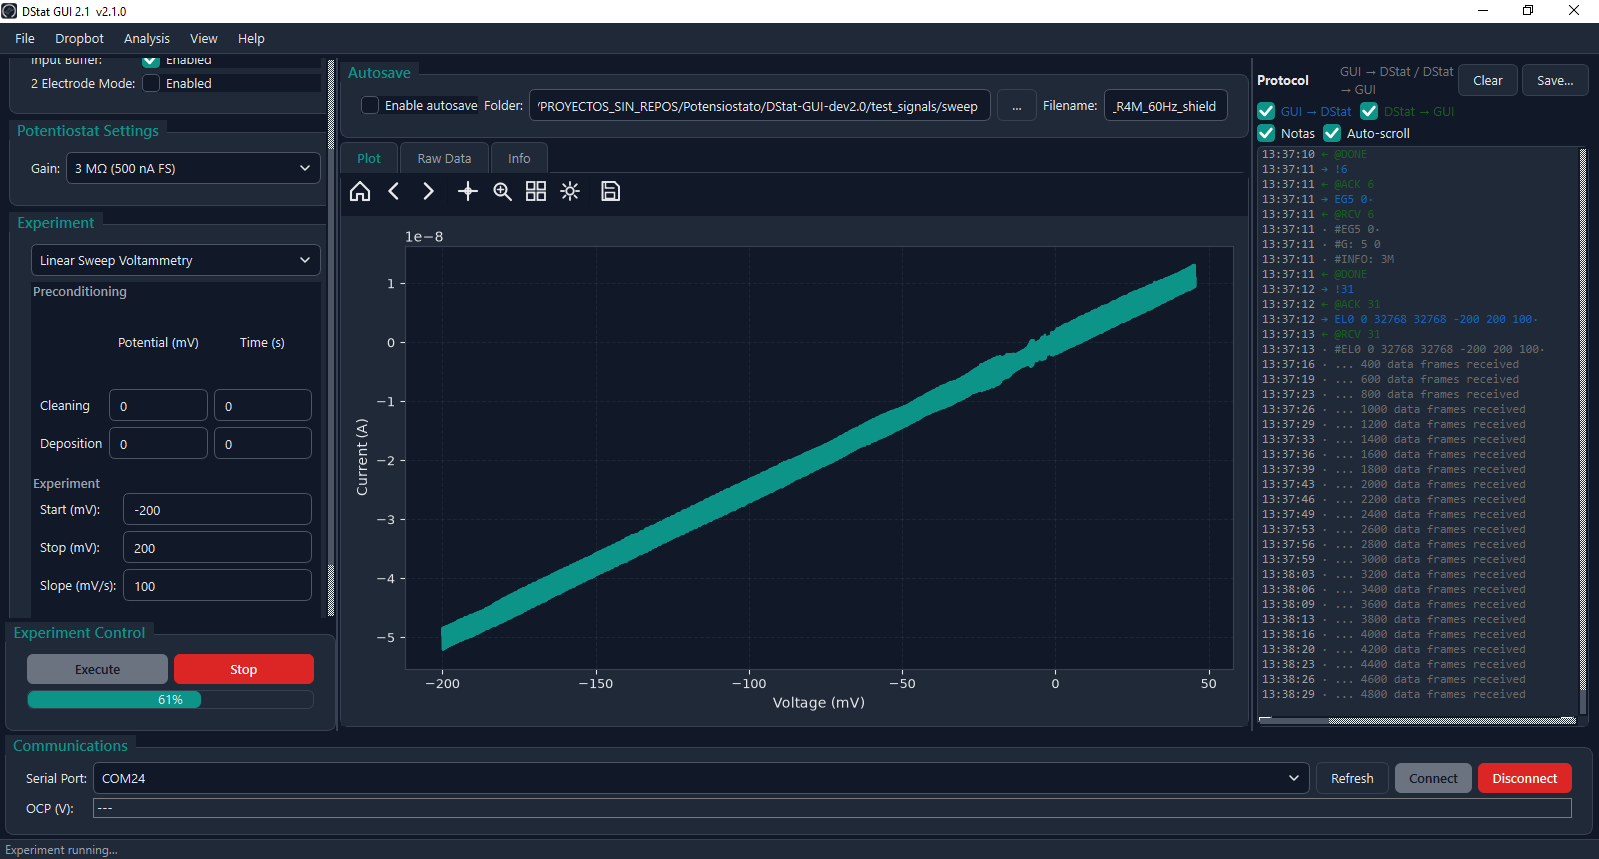 DStat GUI 2.1 v2.1.0
File Dropbot Analysis View Help
Input Buffer: Enabled
2 Electrode Mode: Enabled
Potentiostat Settings
Gain: 3 MΩ (500 nA FS)
Experiment
Linear Sweep Voltammetry
Preconditioning
Potential (mV) Time (s)
Cleaning 0 0
Deposition 0 0
Experiment
Start (mV): -200
Stop (mV): 200
Slope (mV/s): 100
Experiment Control
Execute Stop
61%
Autosave
Enable autosave Folder: /PROYECTOS_SIN_REPOS/Potensiostato/DStat-GUI-dev2.0/test_signals/sweep ... Filename: _R4M_60Hz_shield
Plot Raw Data Info
1e−8
1
0
−1
−2
−3
−4
−5
Current (A)
−200 −150 −100 −50 0 50
Voltage (mV)
Protocol GUI → DStat / DStat → GUI Clear Save...
GUI → DStat DStat → GUI
Notas Auto-scroll
13:37:10 ← @DONE
13:37:11 → !6
13:37:11 ← @ACK 6
13:37:11 → EG5 0·
13:37:11 ← @RCV 6
13:37:11 · #EG5 0·
13:37:11 · #G: 5 0
13:37:11 · #INFO: 3M
13:37:11 ← @DONE
13:37:12 → !31
13:37:12 ← @ACK 31
13:37:12 → EL0 0 32768 32768 -200 200 100·
13:37:13 ← @RCV 31
13:37:13 · #EL0 0 32768 32768 -200 200 100·
13:37:16 · ... 400 data frames received
13:37:19 · ... 600 data frames received
13:37:23 · ... 800 data frames received
13:37:26 · ... 1000 data frames received
13:37:29 · ... 1200 data frames received
13:37:33 · ... 1400 data frames received
13:37:36 · ... 1600 data frames received
13:37:39 · ... 1800 data frames received
13:37:43 · ... 2000 data frames received
13:37:46 · ... 2200 data frames received
13:37:49 · ... 2400 data frames received
13:37:53 · ... 2600 data frames received
13:37:56 · ... 2800 data frames received
13:37:59 · ... 3000 data frames received
13:38:03 · ... 3200 data frames received
13:38:06 · ... 3400 data frames received
13:38:09 · ... 3600 data frames received
13:38:13 · ... 3800 data frames received
13:38:16 · ... 4000 data frames received
13:38:20 · ... 4200 data frames received
13:38:23 · ... 4400 data frames received
13:38:26 · ... 4600 data frames received
13:38:29 · ... 4800 data frames received
Communications
Serial Port: COM24 Refresh Connect Disconnect
OCP (V): ---
Experiment running...